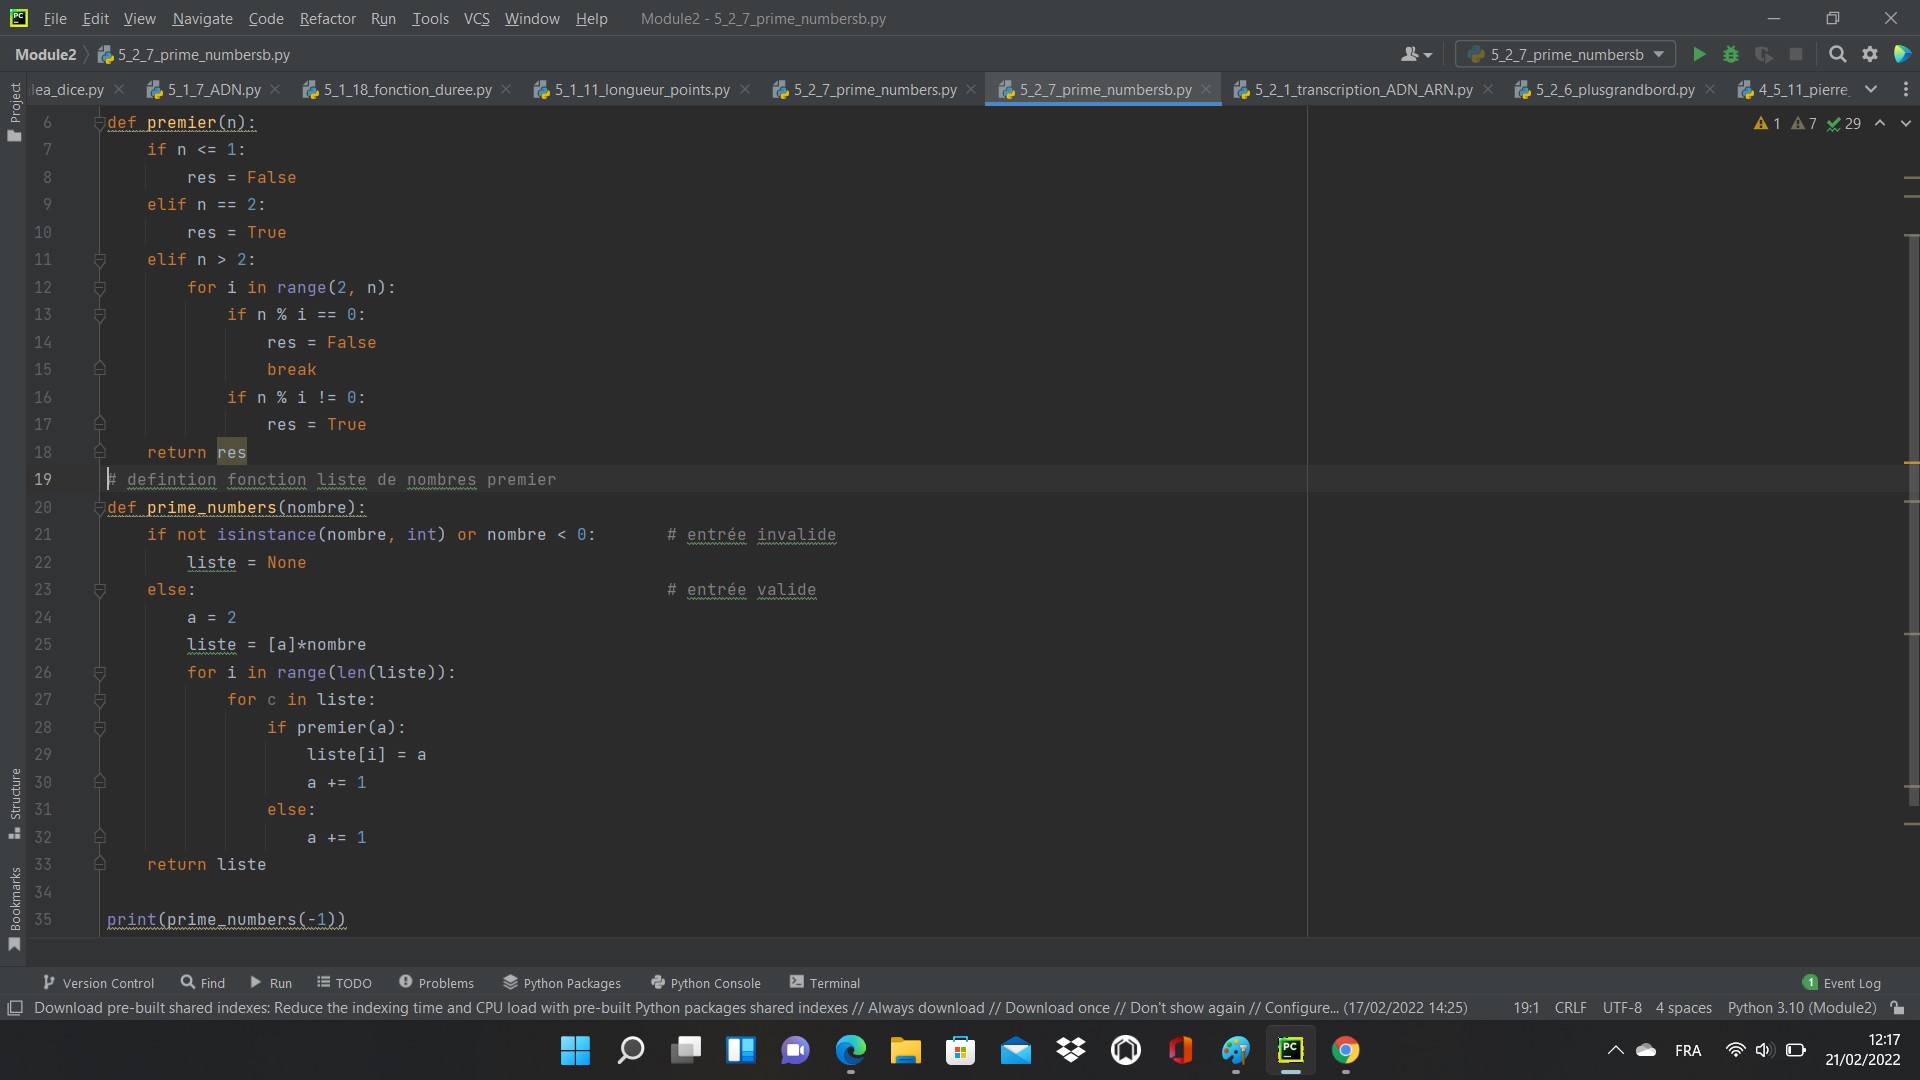 File Edit View Navigate Code Refactor Run Tools VCS Window Help Module2 - 5_2_7_prime_numbersb.py
Module2 5_2_7_prime_numbersb.py 5_2_7_prime_numbersb
lea_dice.py 5_1_7_ADN.py 5_1_18_fonction_duree.py 5_1_11_longueur_points.py 5_2_7_prime_numbers.py 5_2_7_prime_numbersb.py 5_2_1_transcription_ADN_ARN.py 5_2_6_plusgrandbord.py 4_5_11_pierre_
Project
1 7 29
6 def premier(n):
7 if n <= 1:
8 res = False
9 elif n == 2:
10 res = True
11 elif n > 2:
12 for i in range(2, n):
13 if n % i == 0:
14 res = False
15 break
16 if n % i != 0:
17 res = True
18 return res
19 # defintion fonction liste de nombres premier
20 def prime_numbers(nombre):
21 if not isinstance(nombre, int) or nombre < 0: # entrée invalide
22 liste = None
23 else: # entrée valide
24 a = 2
25 liste = [a]*nombre
26 for i in range(len(liste)):
27 for c in liste:
28 if premier(a):
29 liste[i] = a
30 a += 1
31 else:
32 a += 1
33 return liste
34
35 print(prime_numbers(-1))
Structure
Bookmarks
Version Control Find Run TODO Problems Python Packages Python Console Terminal 1 Event Log
Download pre-built shared indexes: Reduce the indexing time and CPU load with pre-built Python packages shared indexes // Always download // Download once // Don't show again // Configure... (17/02/2022 14:25) 19:1 CRLF UTF-8 4 spaces Python 3.10 (Module2)
PC FRA 12:17
21/02/2022